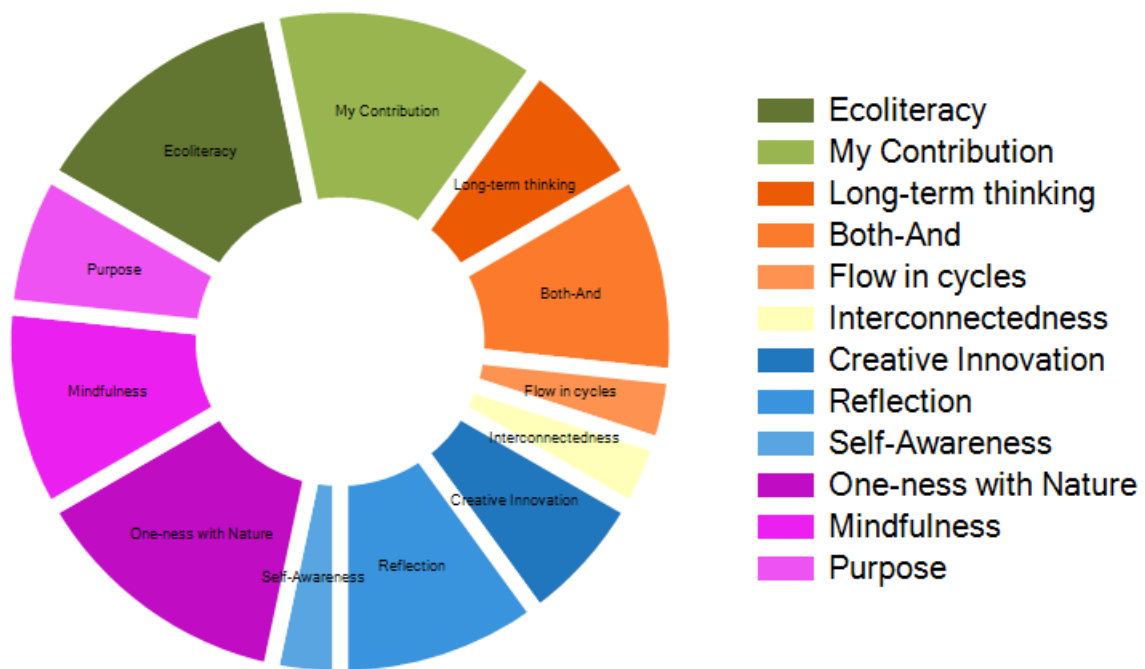 My Contribution
Ecoliteracy
Long-term thinking
Purpose
Both-And
Mindfulness
Flow in cycles
Interconnectedness
Creative Innovation
One-ness with Nature
Reflection
Self-Awareness
Ecoliteracy
My Contribution
Long-term thinking
Both-And
Flow in cycles
Interconnectedness
Creative Innovation
Reflection
Self-Awareness
One-ness with Nature
Mindfulness
Purpose